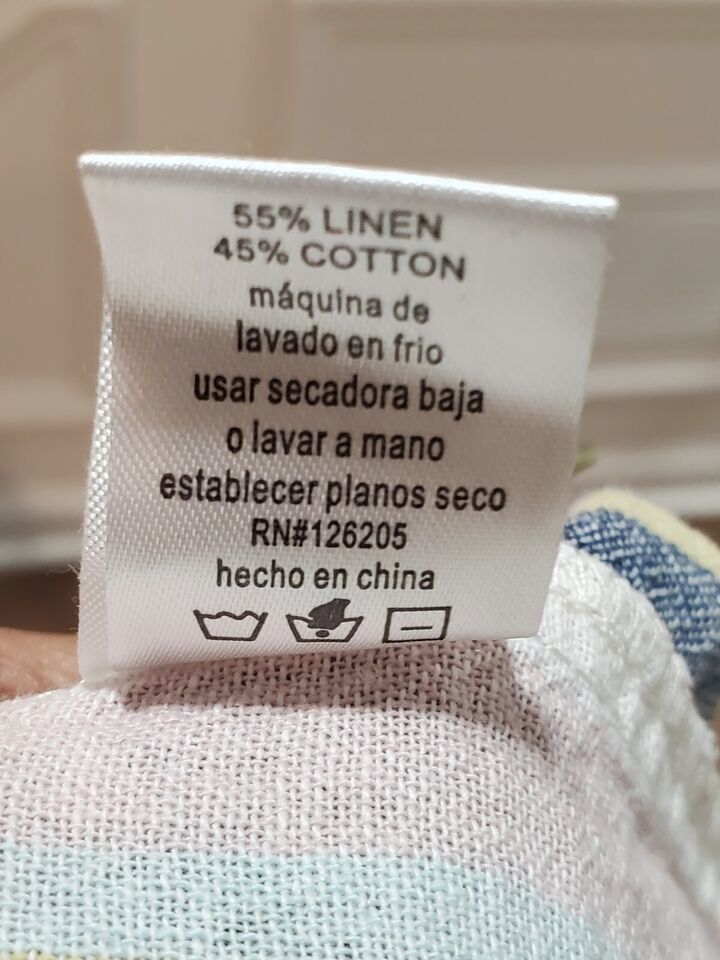 55% LINEN
45% COTTON
máquina de
lavado en frio
usar secadora baja
o lavar a mano
establecer planos seco
RN#126205
hecho en china